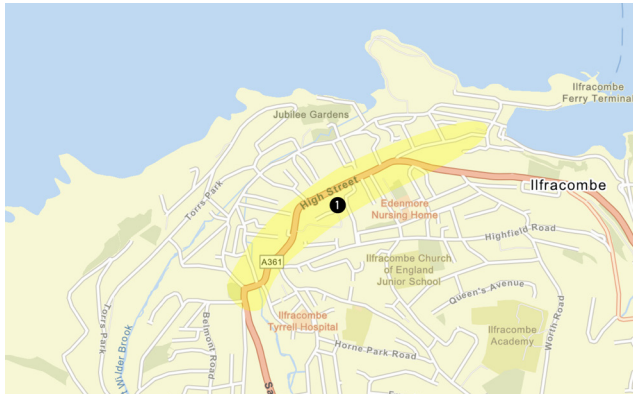 Ilfracombe
Ferry Terminal
Jubilee Gardens
High Street
Torrs Park
1
Ilfracombe
Edenmore
Nursing Home
Highfield Road
A361
Ilfracombe Church
of England
Junior School
Queen's Avenue
Torrs Park
Belmont Road
Ilfracombe
Tyrrell Hospital
Worth Road
Ilfracombe
Academy
Horne Park Road
t Wilder Brook
Sa